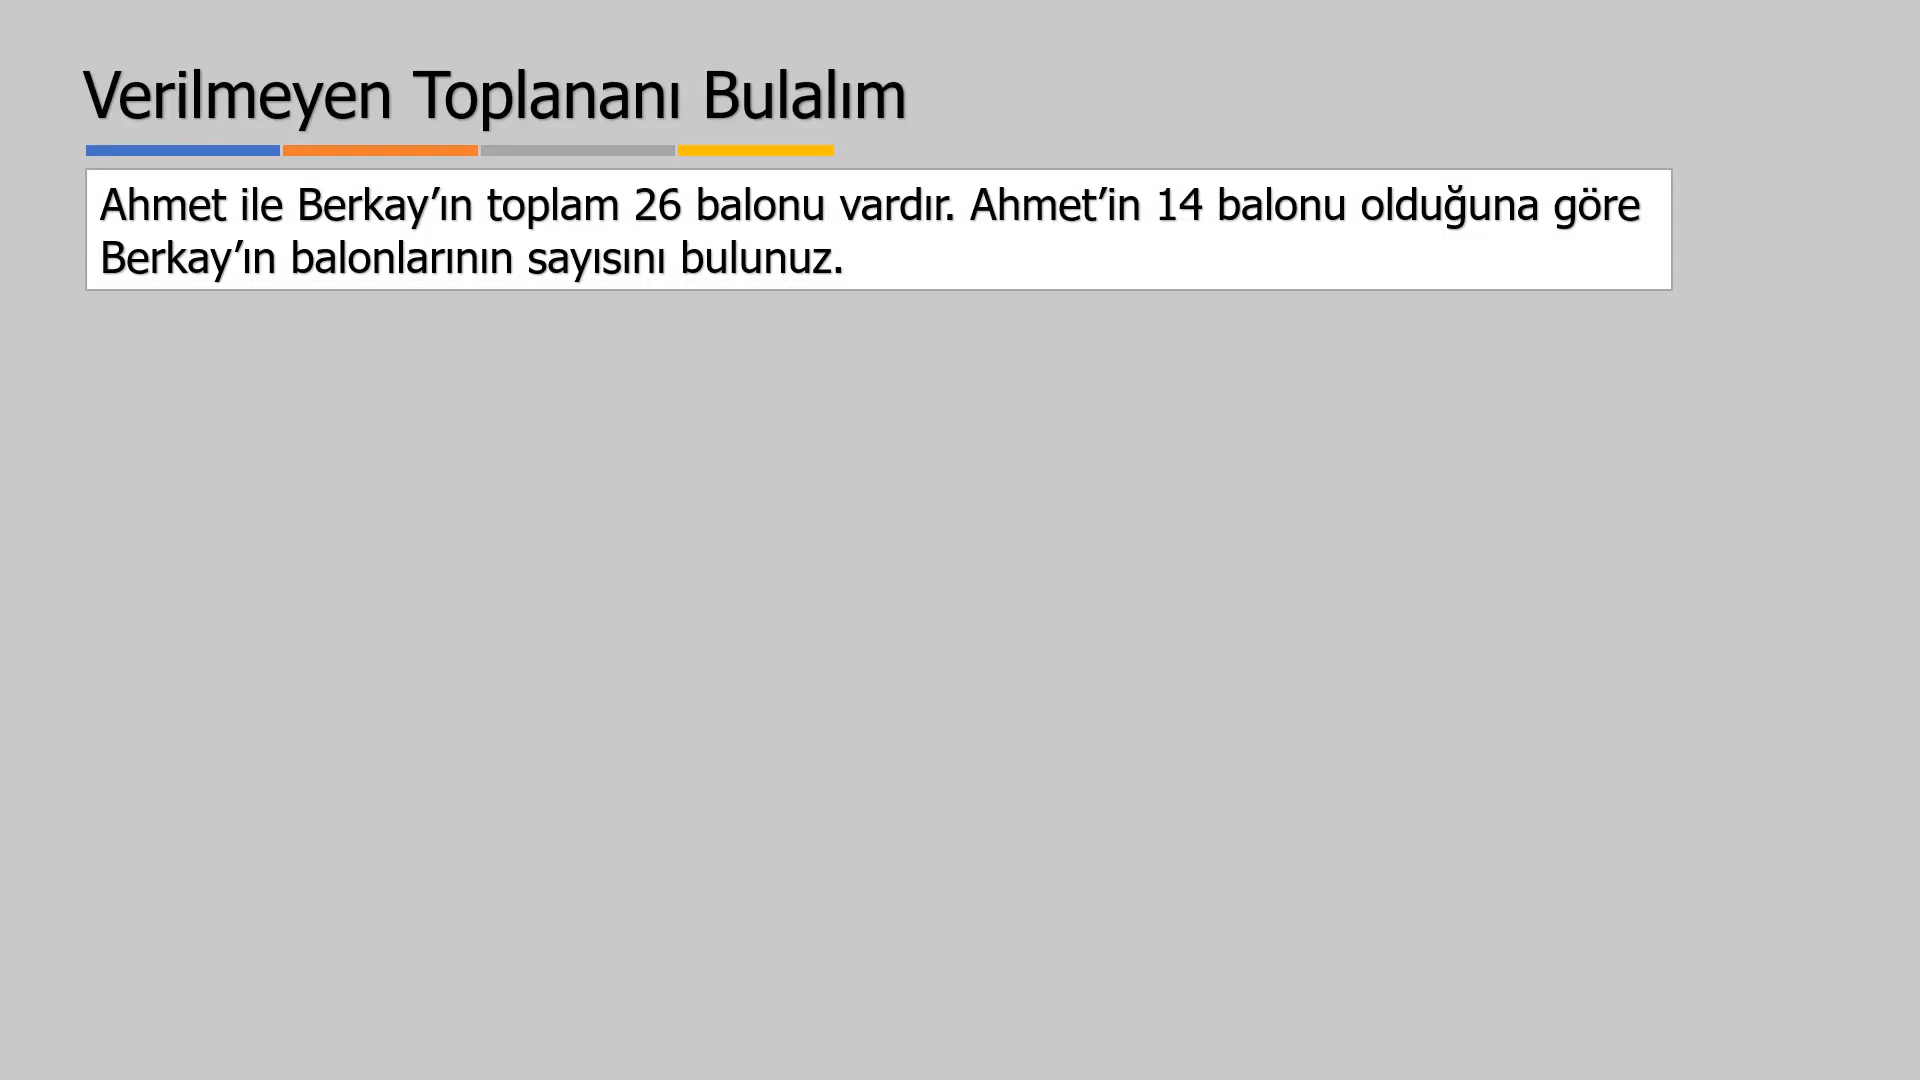 Verilmeyen Toplananı Bulalım
Ahmet ile Berkay’ın toplam 26 balonu vardır. Ahmet’in 14 balonu olduğuna göre
Berkay’ın balonlarının sayısını bulunuz.